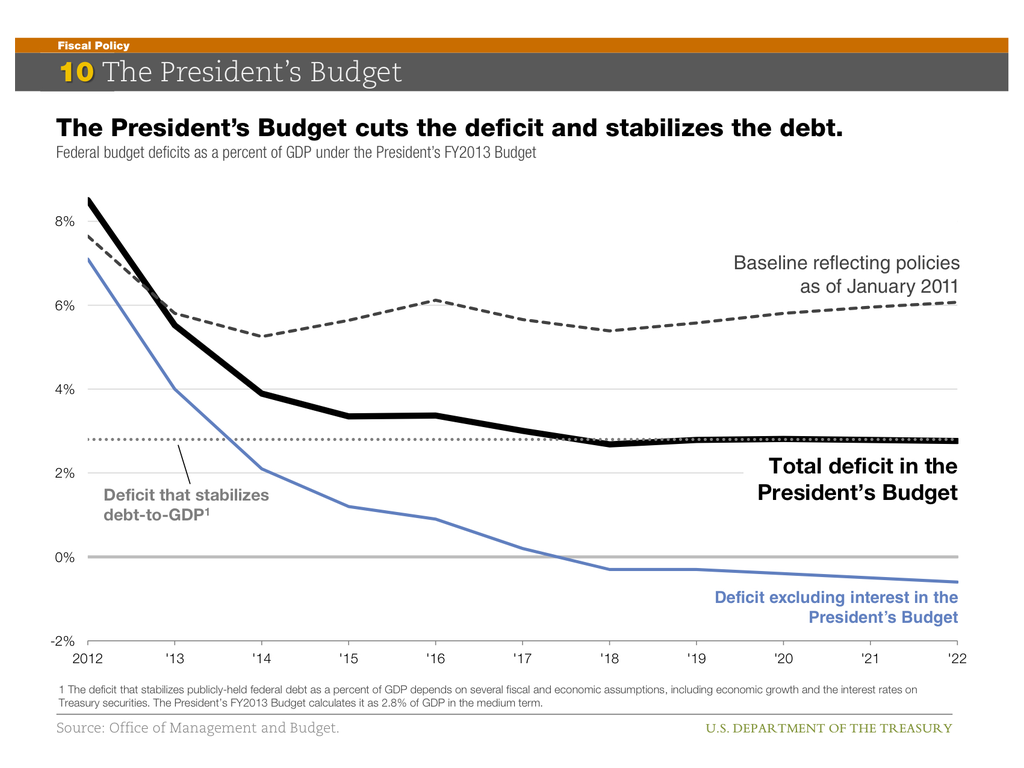 Fiscal Policy
10 The President's Budget
The President's Budget cuts the deficit and stabilizes the debt.
Federal budget deficits as a percent of GDP under the President's FY2013 Budget
8%
6%
4%
2%
0%
-2%
Baseline reflecting policies
as of January 2011
Total deficit in the
President's Budget
Deficit that stabilizes
debt-to-GDP¹
Deficit excluding interest in the
President's Budget
2012 '13 '14 '15 '16 '17 '18 '19 '20 '21 '22
1 The deficit that stabilizes publicly-held federal debt as a percent of GDP depends on several fiscal and economic assumptions, including economic growth and the interest rates on
Treasury securities. The President's FY2013 Budget calculates it as 2.8% of GDP in the medium term.
Source: Office of Management and Budget.
U.S. DEPARTMENT OF THE TREASURY